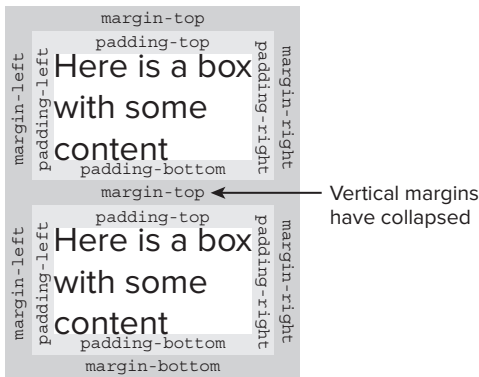 margin-top
padding-top
margin-left
padding-left
Here is a box
with some
content
padding-right
margin-right
padding-bottom
margin-top
Vertical margins
have collapsed
padding-top
margin-left
padding-left
Here is a box
with some
content
padding-right
margin-right
padding-bottom
margin-bottom